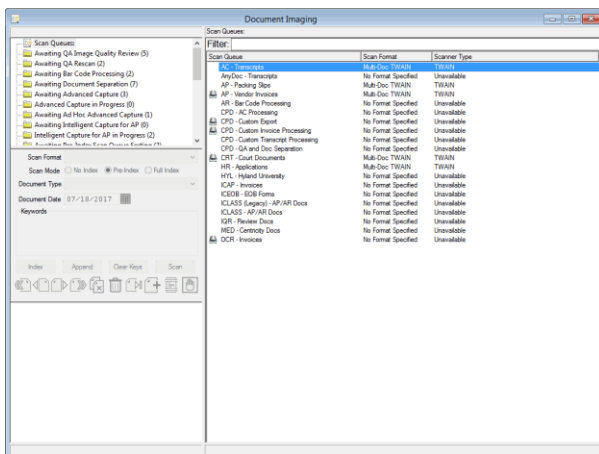 Document Imaging
Scan Queues:
Scan Queues:
Awaiting QA Image Quality Review (5)
Awaiting QA Rescan (2)
Awaiting Bar Code Processing (2)
Awaiting Document Separation (7)
Awaiting Advanced Capture (3)
Advanced Capture in Progress (0)
Awaiting Ad Hoc Advanced Capture (1)
Awaiting Intelligent Capture for AP (0)
Intelligent Capture for AP in Progress (2)
Awaiting Pre-Index Scan Queue Sorting (2)
Scan Format
Scan Mode No Index Pre-Index Full Index
Document Type
Document Date 07/18/2017
Keywords
Index Append Clear Keys Scan
Filter:
Scan Queue Scan Format Scanner Type
AC - Transcripts Multi-Doc TWAIN TWAIN
AnyDoc - Transcripts No Format Specified Unavailable
AP - Packing Slips Multi-Doc TWAIN TWAIN
AP - Vendor Invoices Multi-Doc TWAIN TWAIN
AR - Bar Code Processing No Format Specified Unavailable
CPD - AC Processing No Format Specified Unavailable
CPD - Custom Export No Format Specified Unavailable
CPD - Custom Invoice Processing No Format Specified Unavailable
CPD - Custom Transcript Processing No Format Specified Unavailable
CPD - QA and Doc Separation No Format Specified Unavailable
CRT - Court Documents Multi-Doc TWAIN TWAIN
HR - Applications Multi-Doc TWAIN TWAIN
HYL - Hyland University No Format Specified Unavailable
ICAP - Invoices No Format Specified Unavailable
ICEOB - EOB Forms No Format Specified Unavailable
ICLASS (Legacy) - AP/AR Docs No Format Specified Unavailable
ICLASS - AP/AR Docs No Format Specified Unavailable
IQR - Review Docs No Format Specified Unavailable
MED - Centricity Docs No Format Specified Unavailable
OCR - Invoices No Format Specified Unavailable